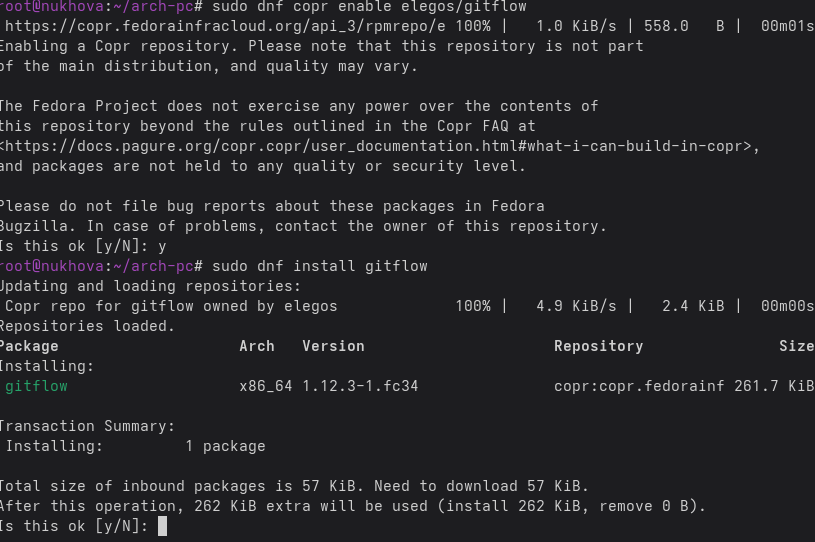 root@nukhova:~/arch-pc# sudo dnf copr enable elegos/gitflow
https://copr.fedorainfracloud.org/api_3/rpmrepo/e 100% |   1.0 KiB/s | 558.0   B |  00m01s
Enabling a Copr repository. Please note that this repository is not part
of the main distribution, and quality may vary.

The Fedora Project does not exercise any power over the contents of
this repository beyond the rules outlined in the Copr FAQ at
<https://docs.pagure.org/copr.copr/user_documentation.html#what-i-can-build-in-copr>,
and packages are not held to any quality or security level.

Please do not file bug reports about these packages in Fedora
Bugzilla. In case of problems, contact the owner of this repository.
Is this ok [y/N]: y
root@nukhova:~/arch-pc# sudo dnf install gitflow
Updating and loading repositories:
Copr repo for gitflow owned by elegos             100% |   4.9 KiB/s |   2.4 KiB |  00m00s
Repositories loaded.
Package                    Arch   Version                     Repository               Size
Installing:
gitflow                   x86_64 1.12.3-1.fc34               copr:copr.fedorainf 261.7 KiB

Transaction Summary:
Installing:         1 package

Total size of inbound packages is 57 KiB. Need to download 57 KiB.
After this operation, 262 KiB extra will be used (install 262 KiB, remove 0 B).
Is this ok [y/N]: